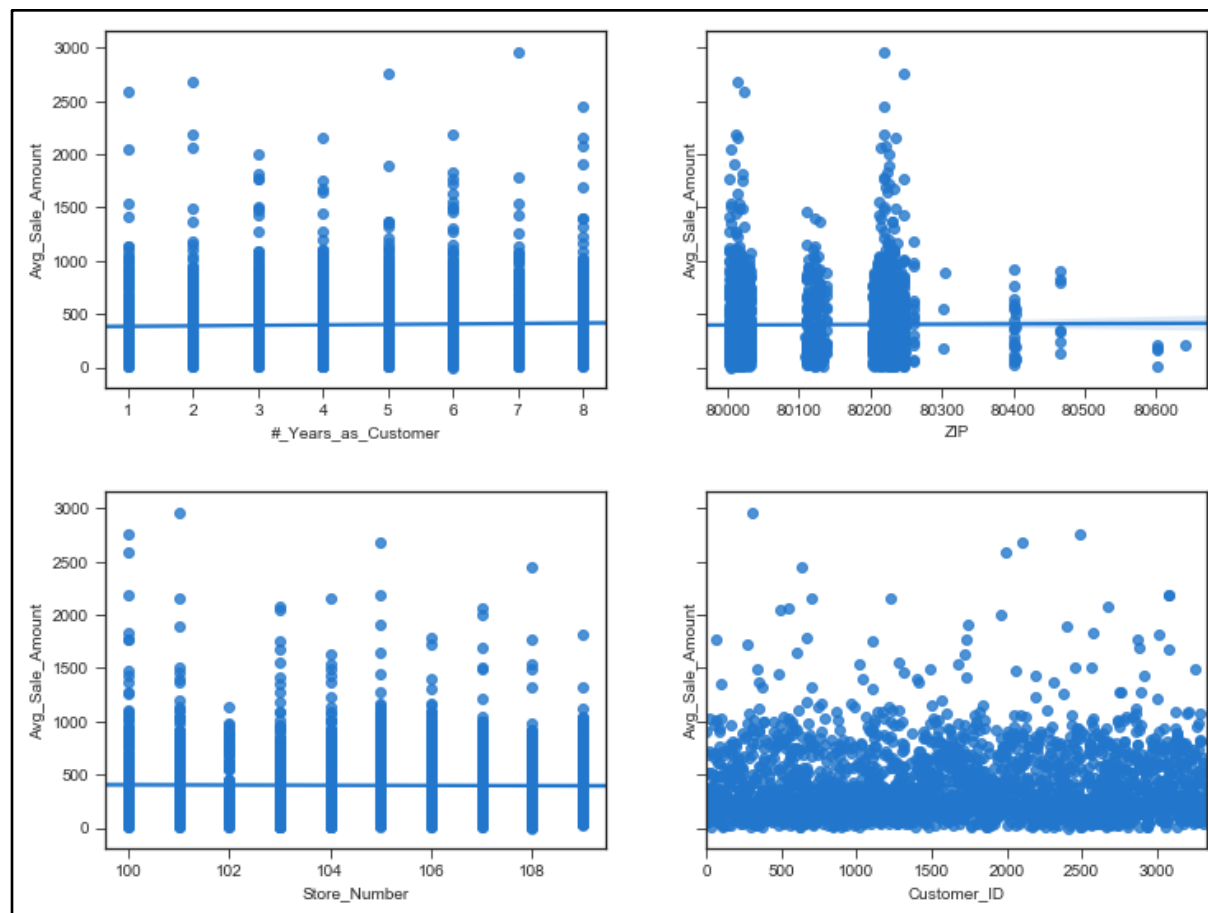 3000
2500
2000
1500
1000
500
0
Avg_Sale_Amount
1 2 3 4 5 6 7 8
#_Years_as_Customer
Avg_Sale_Amount
80000 80100 80200 80300 80400 80500 80600
ZIP
3000
2500
2000
1500
1000
500
0
Avg_Sale_Amount
100 102 104 106 108
Store_Number
Avg_Sale_Amount
0 500 1000 1500 2000 2500 3000
Customer_ID